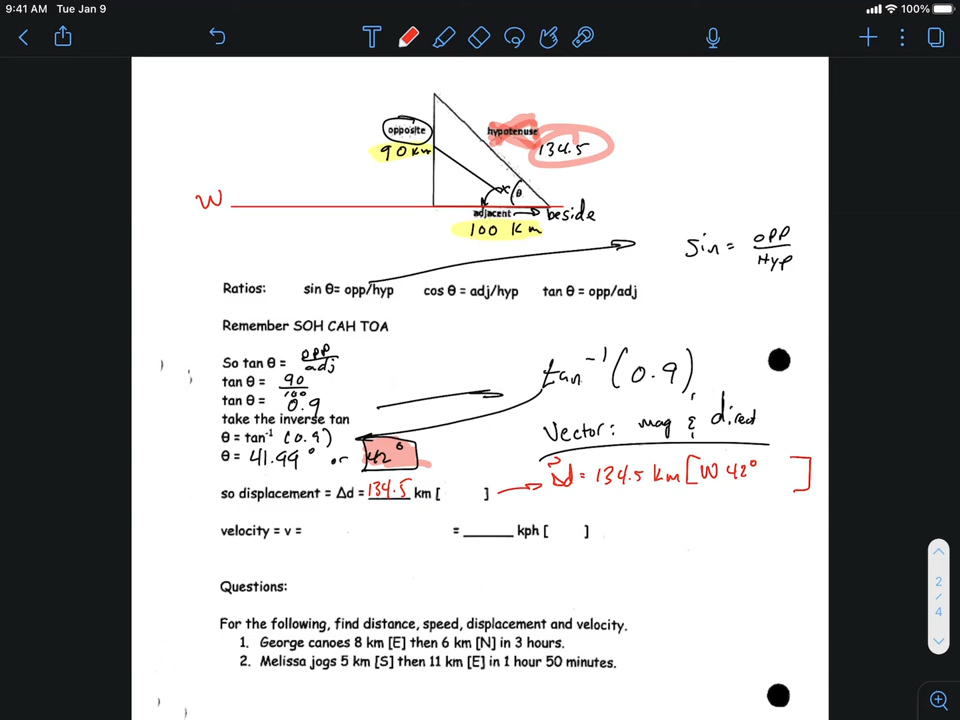 9:41 AM Tue Jan 9
100%
T
opposite
hypotenuse
90 km
134.5
θ
W
adjacent → beside
100 Km
sin = opp/Hyp
Ratios: sin θ= opp/hyp cos θ = adj/hyp tan θ = opp/adj
Remember SOH CAH TOA
So tan θ = opp/adj
tan θ = 90/100
tan θ = 0.9
tan⁻¹ (0.9)
take the inverse tan
θ = tan⁻¹ (0.9)
Vector: mag & direct
θ = 41.99° or 42°
Δd = 134.5 km [W 42° ]
so displacement = Δd = 134.5 km [ ]
velocity = v = = ______ kph [ ]
Questions:
For the following, find distance, speed, displacement and velocity.
1. George canoes 8 km [E] then 6 km [N] in 3 hours.
2. Melissa jogs 5 km [S] then 11 km [E] in 1 hour 50 minutes.
2
/
4